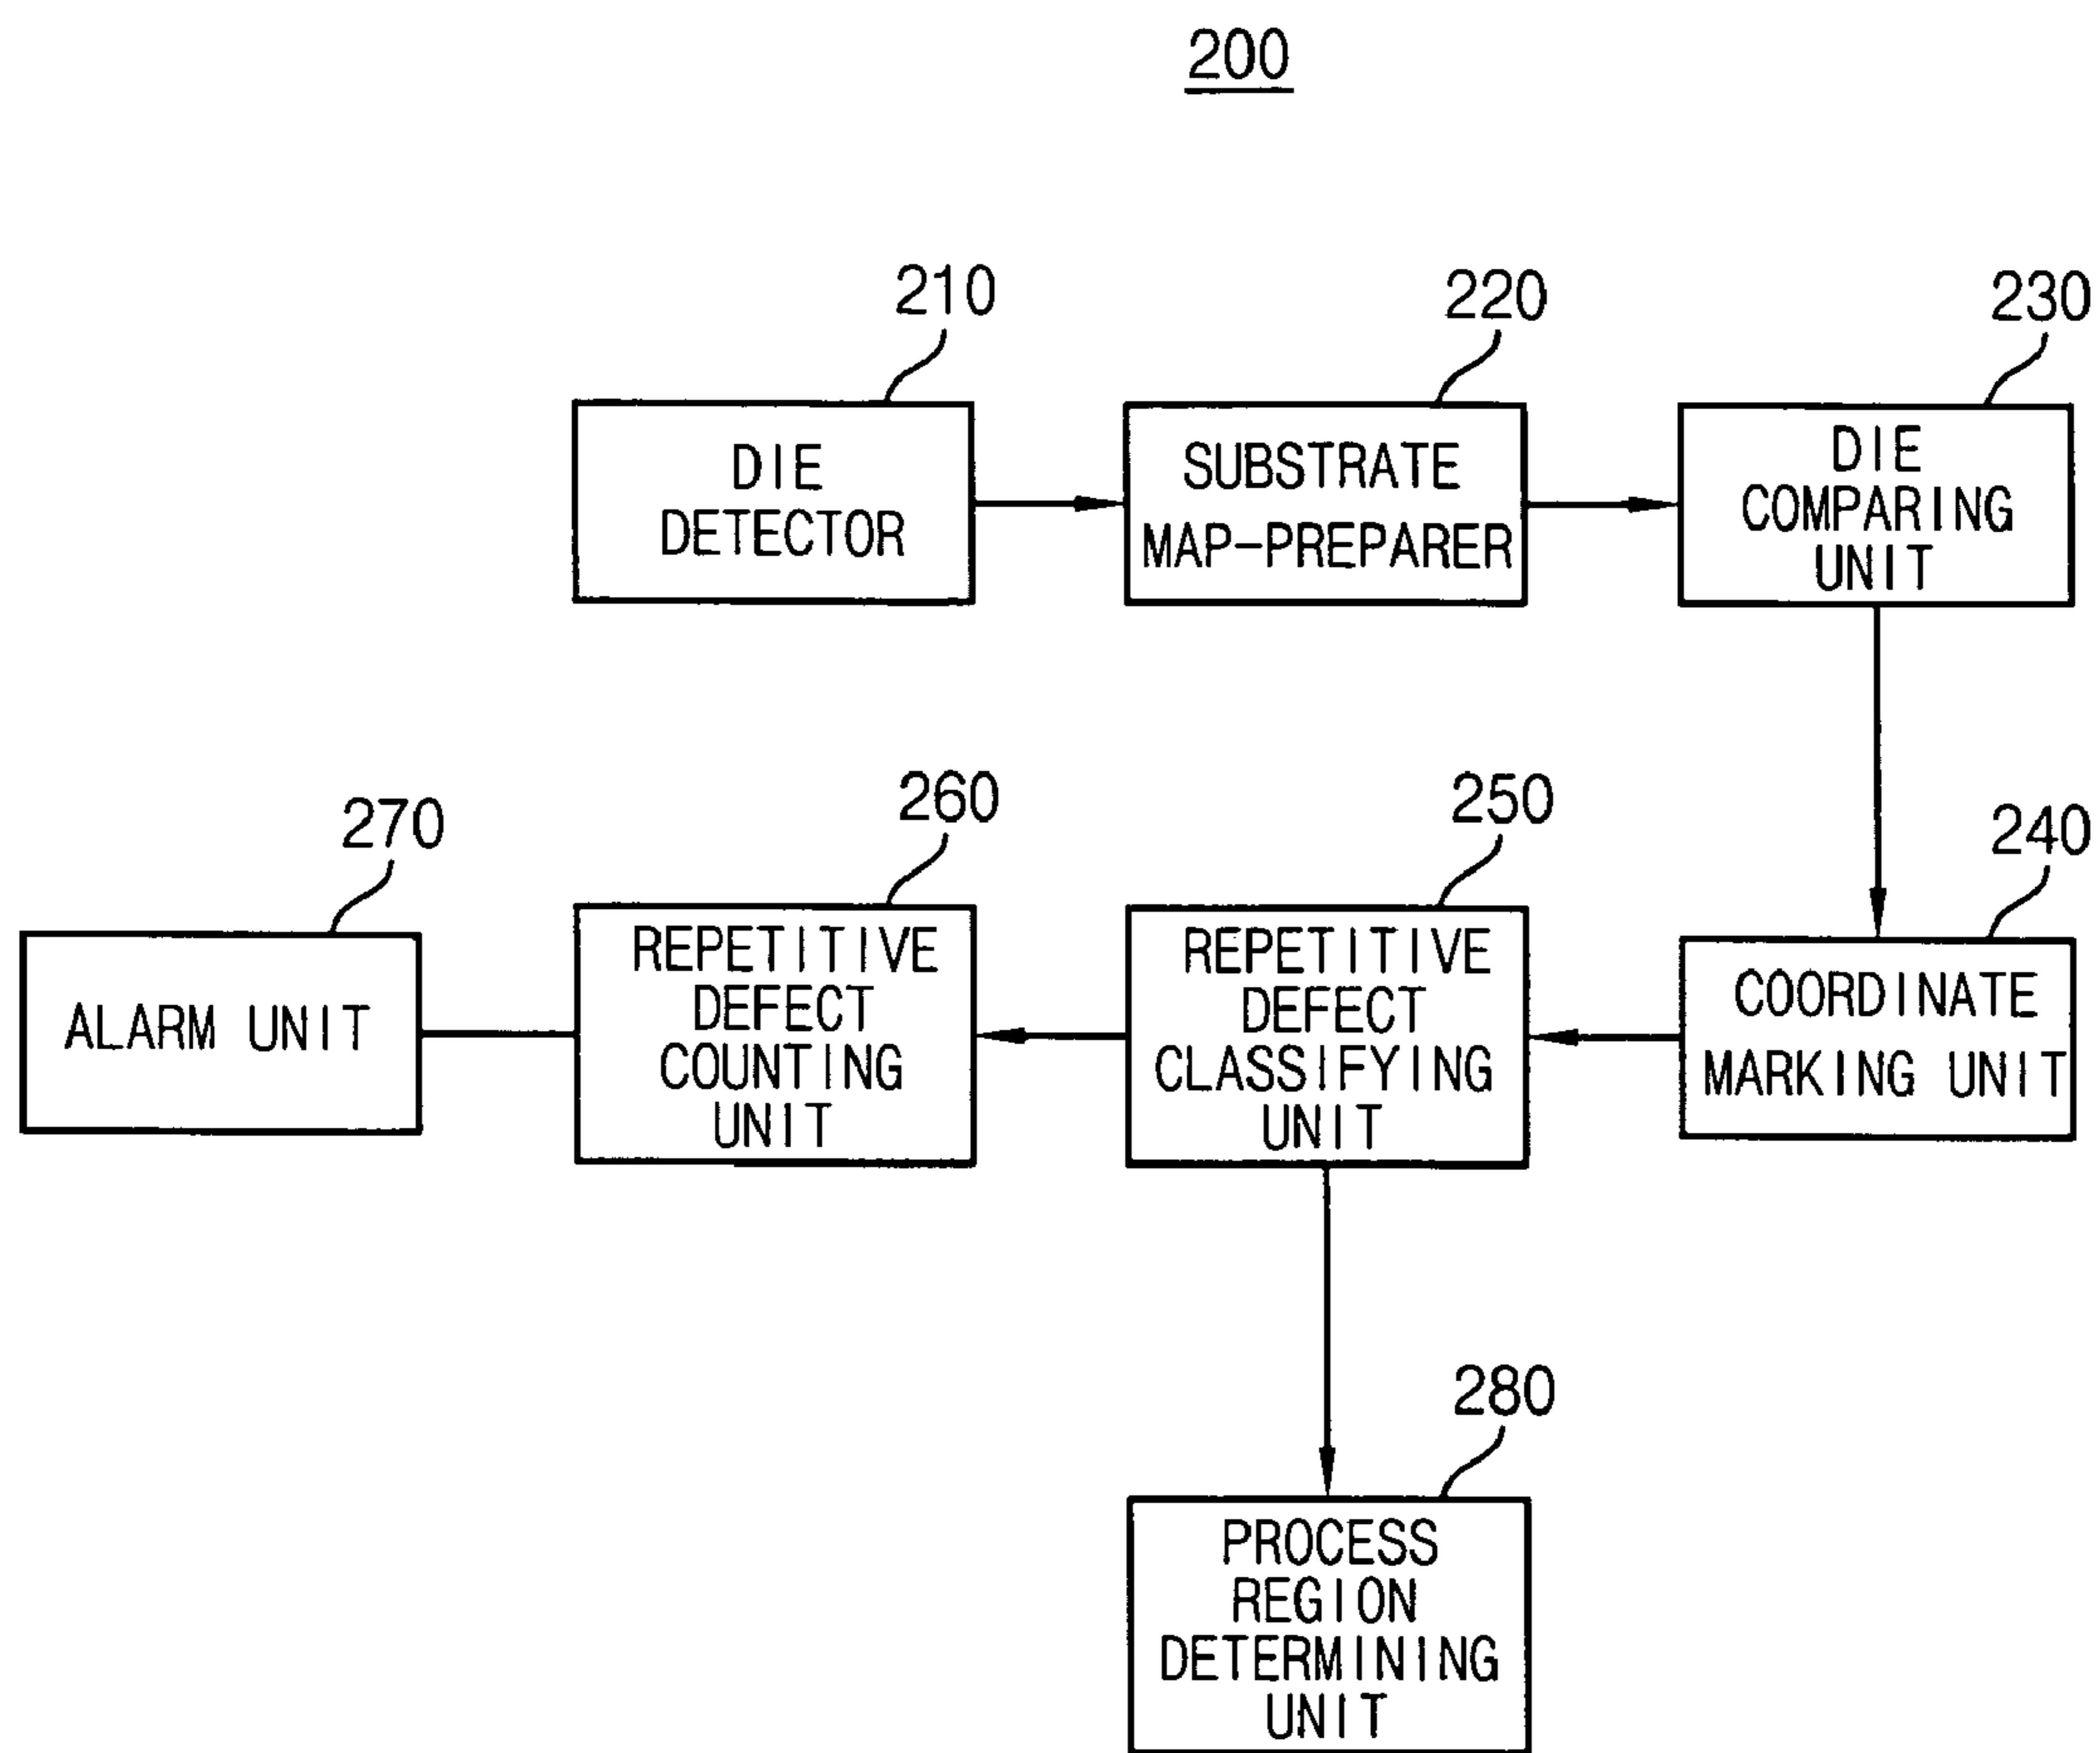 200
210
220
230
DIE
DETECTOR
SUBSTRATE
MAP-PREPARER
DIE
COMPARING
UNIT
270
260
250
240
ALARM UNIT
REPETITIVE
DEFECT
COUNTING
UNIT
REPETITIVE
DEFECT
CLASSIFYING
UNIT
COORDINATE
MARKING UNIT
280
PROCESS
REGION
DETERMINING
UNIT